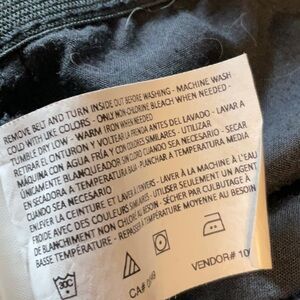 REMOVE BELT AND TURN INSIDE OUT BEFORE WASHING - MACHINE WASH
COLD WITH LIKE COLORS - ONLY NON-CHLORINE BLEACH WHEN NEEDED -
TUMBLE DRY LOW - WARM IRON WHEN NEEDED
RETIRAR EL CINTURON Y VOLTEAR LA PRENDA ANTES DEL LAVADO - LAVAR A
MAQUINA CON AGUA FRÍA Y CON COLORES SIMILARES - UTILIZAR
ÚNICAMENTE BLANQUEADOR SIN CLORO CUANDO SEA NECESARIO - SECAR
EN SECADORA A TEMPERATURA BAJA - PLANCHAR A TEMPERATURA MEDIA
CUANDO SEA NECESARIO
ENLEVER LA CEINTURE ET LAVER À L'ENVERS - LAVER À LA MACHINE À L'EAU
FROIDE AVEC DES COULEURS SIMILAIRES - UTILISER SEULEMENT UN AGENT
DE BLANCHIMENT NON CHLORÉ AU BESOIN - SÉCHER PAR CULBUTAGE À
BASSE TEMPÉRATURE - REPASSER À TEMPÉRATURE MOYENNE AU BESOIN
30C
CA#
VENDOR# 10